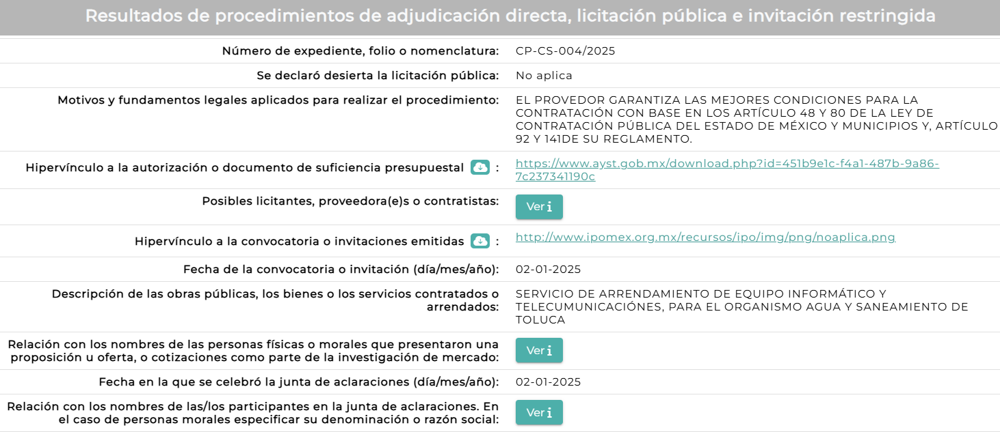 Resultados de procedimientos de adjudicación directa, licitación pública e invitación restringida
Número de expediente, folio o nomenclatura: CP-CS-004/2025
Se declaró desierta la licitación pública: No aplica
Motivos y fundamentos legales aplicados para realizar el procedimiento: EL PROVEDOR GARANTIZA LAS MEJORES CONDICIONES PARA LA
CONTRATACIÓN CON BASE EN LOS ARTÍCULO 48 Y 80 DE LA LEY DE
CONTRATACIÓN PÚBLICA DEL ESTADO DE MÉXICO Y MUNICIPIOS Y, ARTÍCULO
92 Y 141DE SU REGLAMENTO.
Hipervínculo a la autorización o documento de suficiencia presupuestal : https://www.ayst.gob.mx/download.php?id=451b9e1c-f4a1-487b-9a86-
7c237341190c
Posibles licitantes, proveedora(e)s o contratistas: Ver i
Hipervínculo a la convocatoria o invitaciones emitidas : http://www.ipomex.org.mx/recursos/ipo/img/png/noaplica.png
Fecha de la convocatoria o invitación (día/mes/año): 02-01-2025
Descripción de las obras públicas, los bienes o los servicios contratados o
arrendados:
SERVICIO DE ARRENDAMIENTO DE EQUIPO INFORMÁTICO Y
TELECUMUNICACIÓNES, PARA EL ORGANISMO AGUA Y SANEAMIENTO DE
TOLUCA
Relación con los nombres de las personas físicas o morales que presentaron una
proposición u oferta, o cotizaciones como parte de la investigación de mercado:
Ver i
Fecha en la que se celebró la junta de aclaraciones (día/mes/año): 02-01-2025
Relación con los nombres de las/los participantes en la junta de aclaraciones. En
el caso de personas morales especificar su denominación o razón social:
Ver i